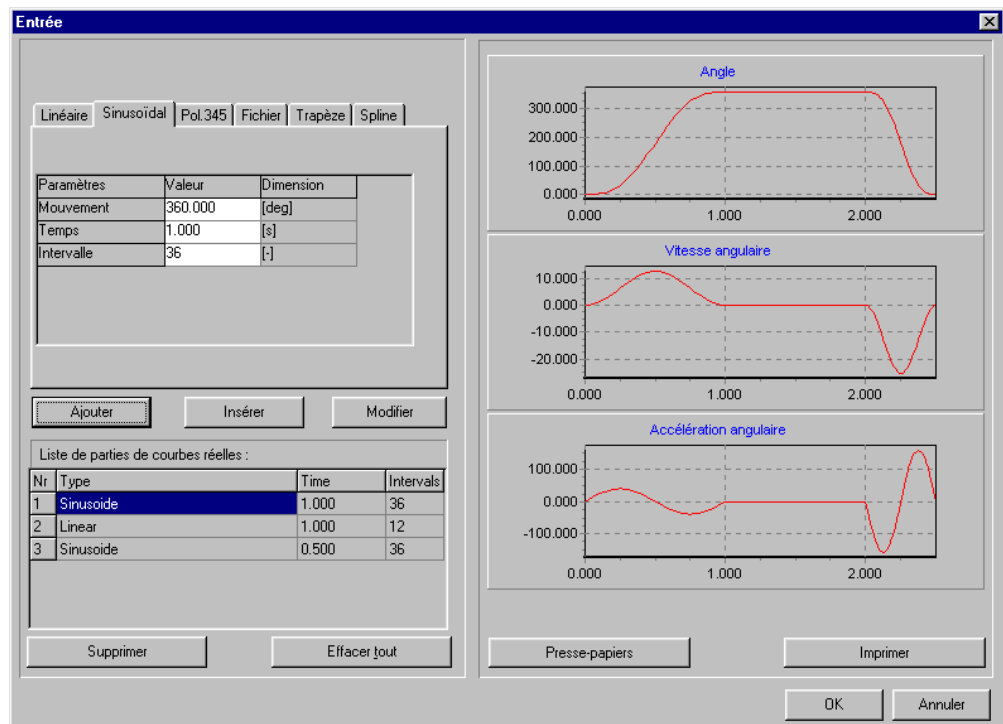 Entrée
Linéaire Sinusoïdal Pol.345 Fichier Trapèze Spline
Paramètres Valeur Dimension
Mouvement 360.000 [deg]
Temps 1.000 [s]
Intervalle 36 [-]
Ajouter Insérer Modifier
Liste de parties de courbes réelles :
Nr Type Time Intervals
1 Sinusoide 1.000 36
2 Linear 1.000 12
3 Sinusoide 0.500 36
Supprimer Effacer tout
Angle
300.000
200.000
100.000
0.000
0.000 1.000 2.000
Vitesse angulaire
10.000
0.000
-10.000
-20.000
0.000 1.000 2.000
Accélération angulaire
100.000
0.000
-100.000
0.000 1.000 2.000
Presse-papiers Imprimer
OK Annuler